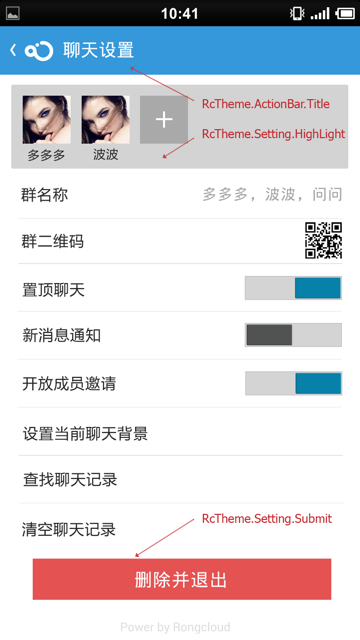 10:41
聊天设置
RcTheme.ActionBar.Title
RcTheme.Setting.HighLight
多多多
波波
群名称
多多多，波波，问问
群二维码
置顶聊天
新消息通知
开放成员邀请
设置当前聊天背景
查找聊天记录
清空聊天记录
RcTheme.Setting.Submit
删除并退出
Power by Rongcloud